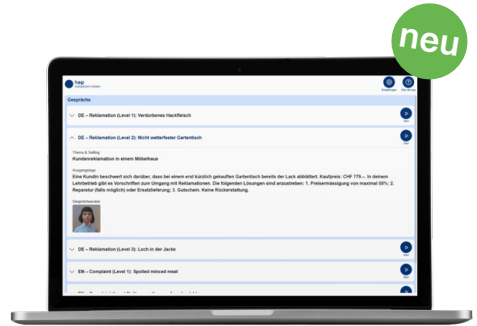 neu
hep
Gespräche
DE – Reklamation (Level 1): Verdorbenes Hackfleisch
DE – Reklamation (Level 2): Nicht wetterfester Gartentisch
Thema & Setting
Kundenreklamation in einem Möbelhaus
Ausgangslage
Eine Kundin beschwert sich darüber, dass bei einem erst kürzlich gekauften Gartentisch bereits der Lack abblättert. Kaufpreis: CHF 779.–. In deinem
Lehrbetrieb gibt es Vorschriften zum Umgang mit Reklamationen: Die folgenden Lösungen sind anzustreben: 1. Preisermässigung von maximal 50%; 2.
Reparatur (falls möglich) oder Ersatzlieferung; 3. Gutschein. Keine Rückerstattung.
Gesprächsavatar
DE – Reklamation (Level 3): Loch in der Jacke
EN – Complaint (Level 1): Spoiled minced meat